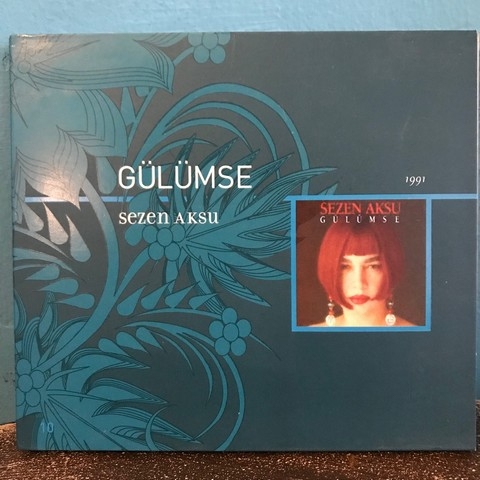 GÜLÜMSE
1991
sezen AKsu
SEZEN AKSU
GÜLÜMSE
10